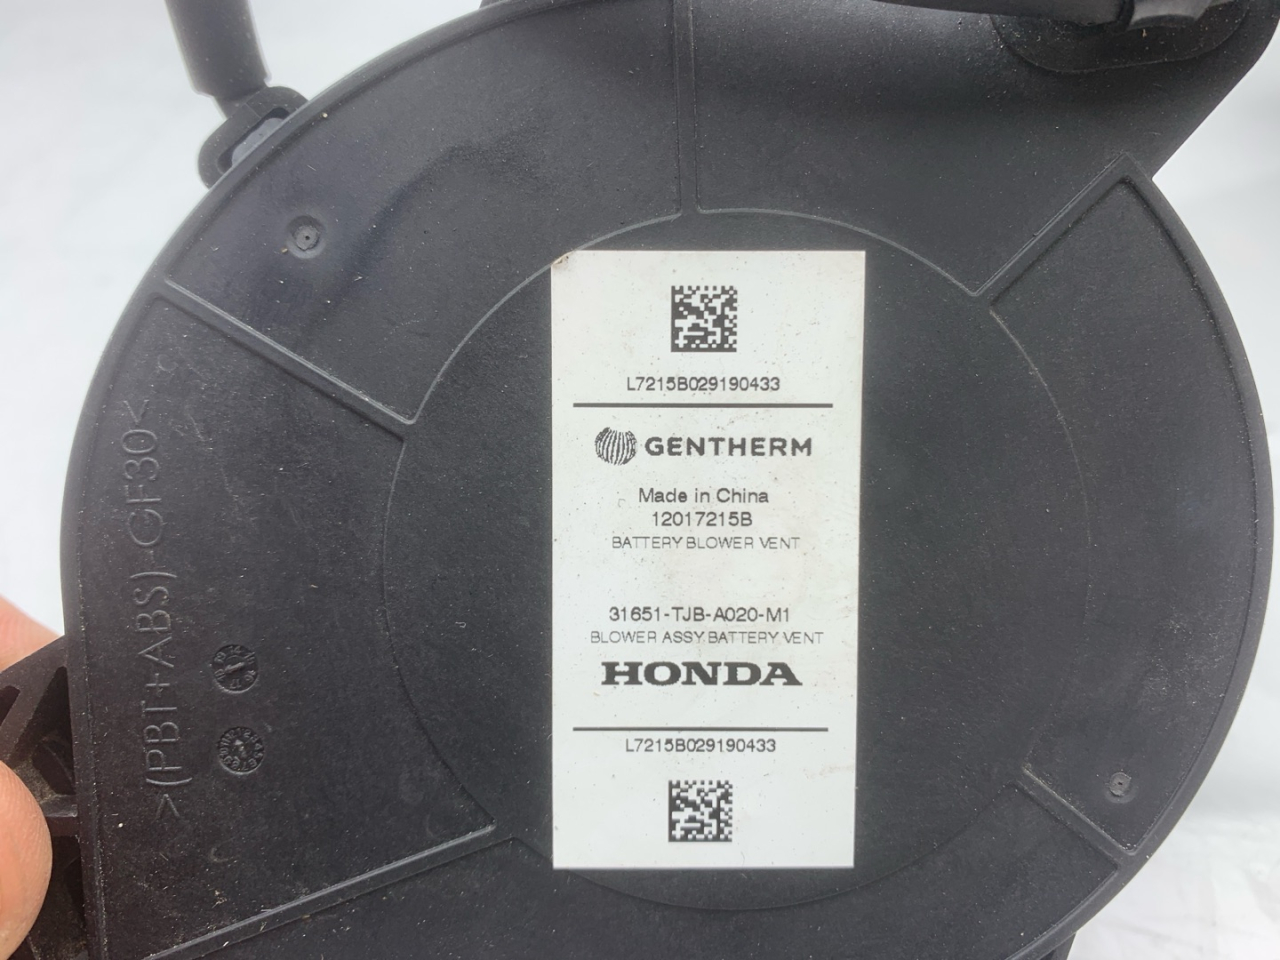 L7215B029190433
GENTHERM
Made in China
12017215B
BATTERY BLOWER VENT
31651-TJB-A020-M1
BLOWER ASSY.BATTERY VENT
HONDA
L7215B029190433
>(PBT+ABS)-GF30<